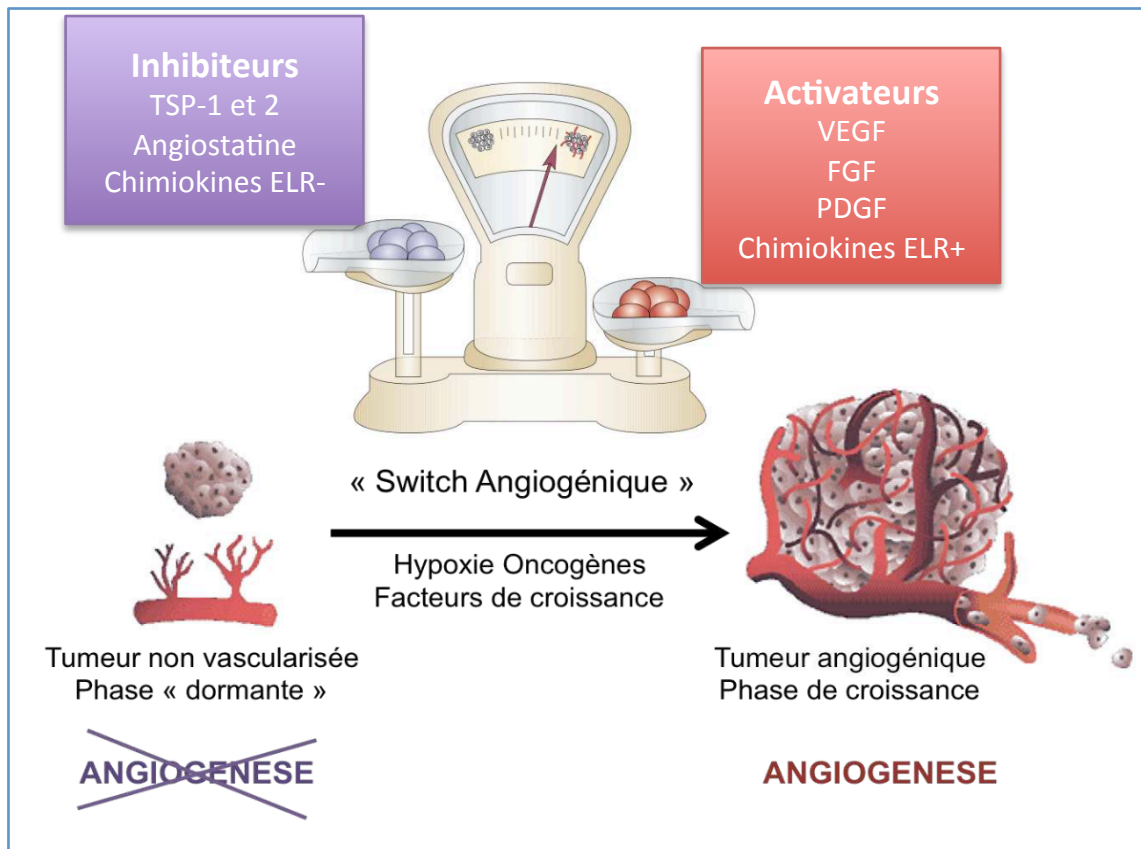 Inhibiteurs
TSP-1 et 2
Angiostatine
Chimiokines ELR-
Activateurs
VEGF
FGF
PDGF
Chimiokines ELR+
« Switch Angiogénique »
Hypoxie Oncogènes
Facteurs de croissance
Tumeur non vascularisée
Phase « dormante »
Tumeur angiogénique
Phase de croissance
ANGIOGENESE
ANGIOGENESE